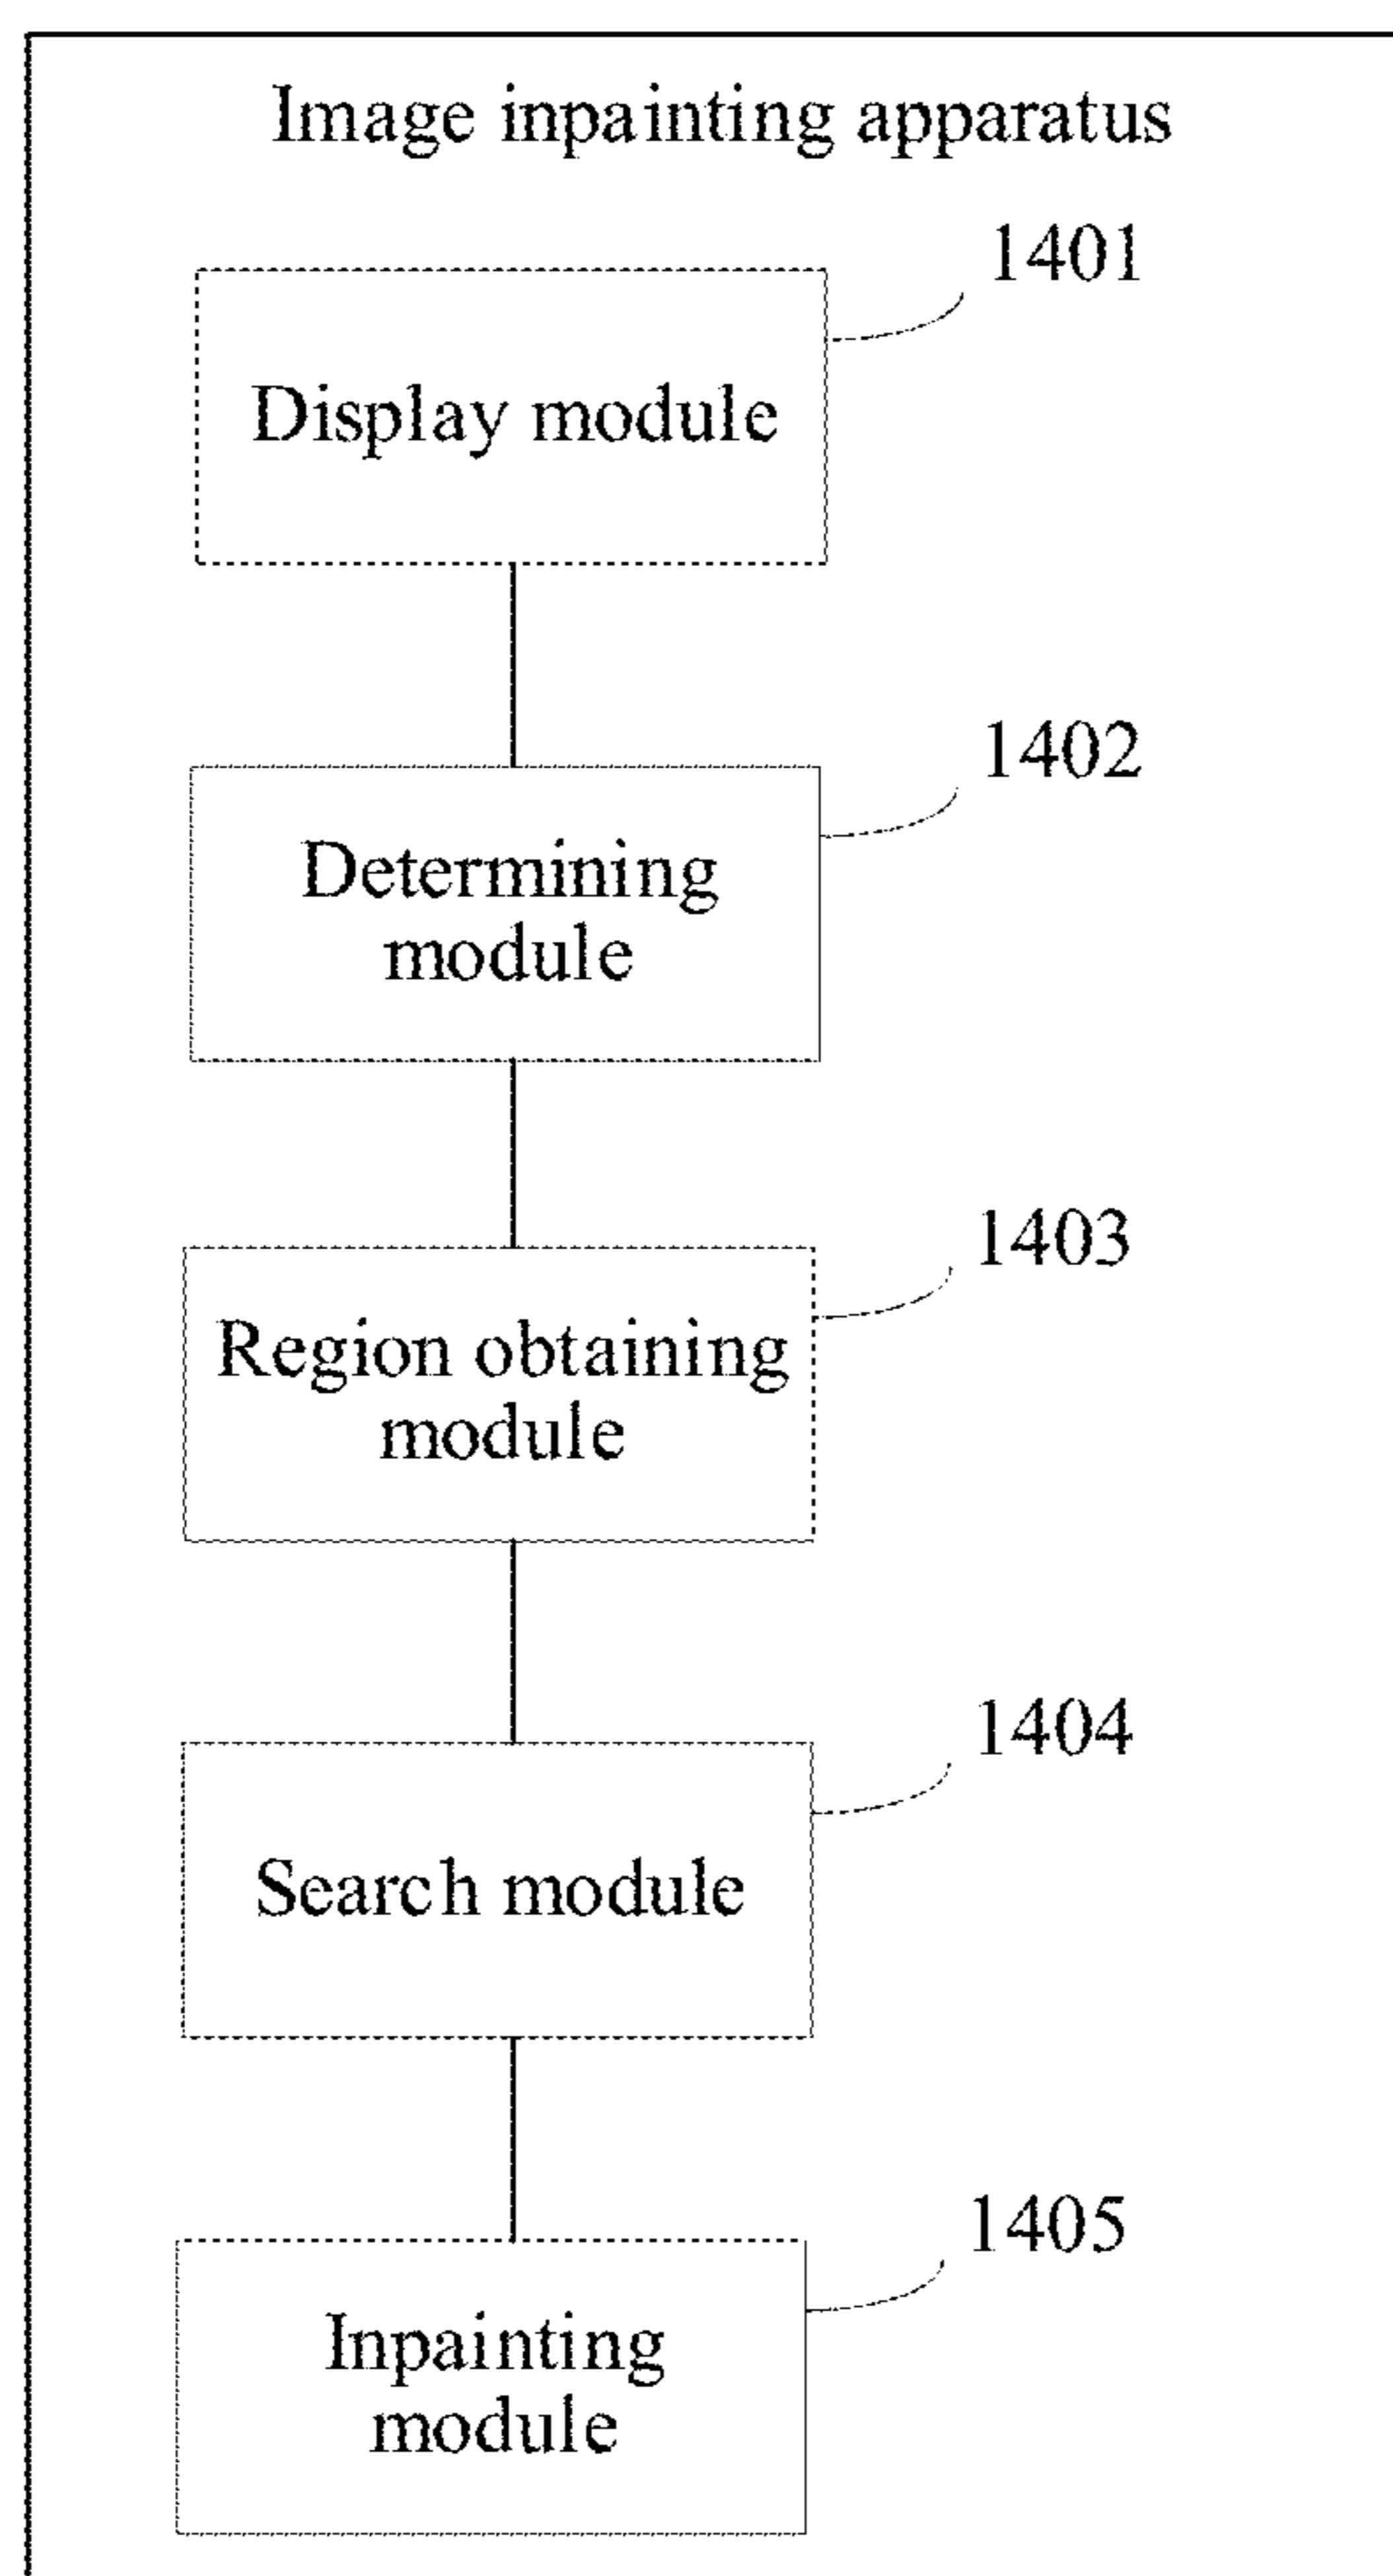 Image inpainting apparatus
1401
Display module
1402
Determining
module
1403
Region obtaining
module
1404
Search module
1405
Inpainting
module